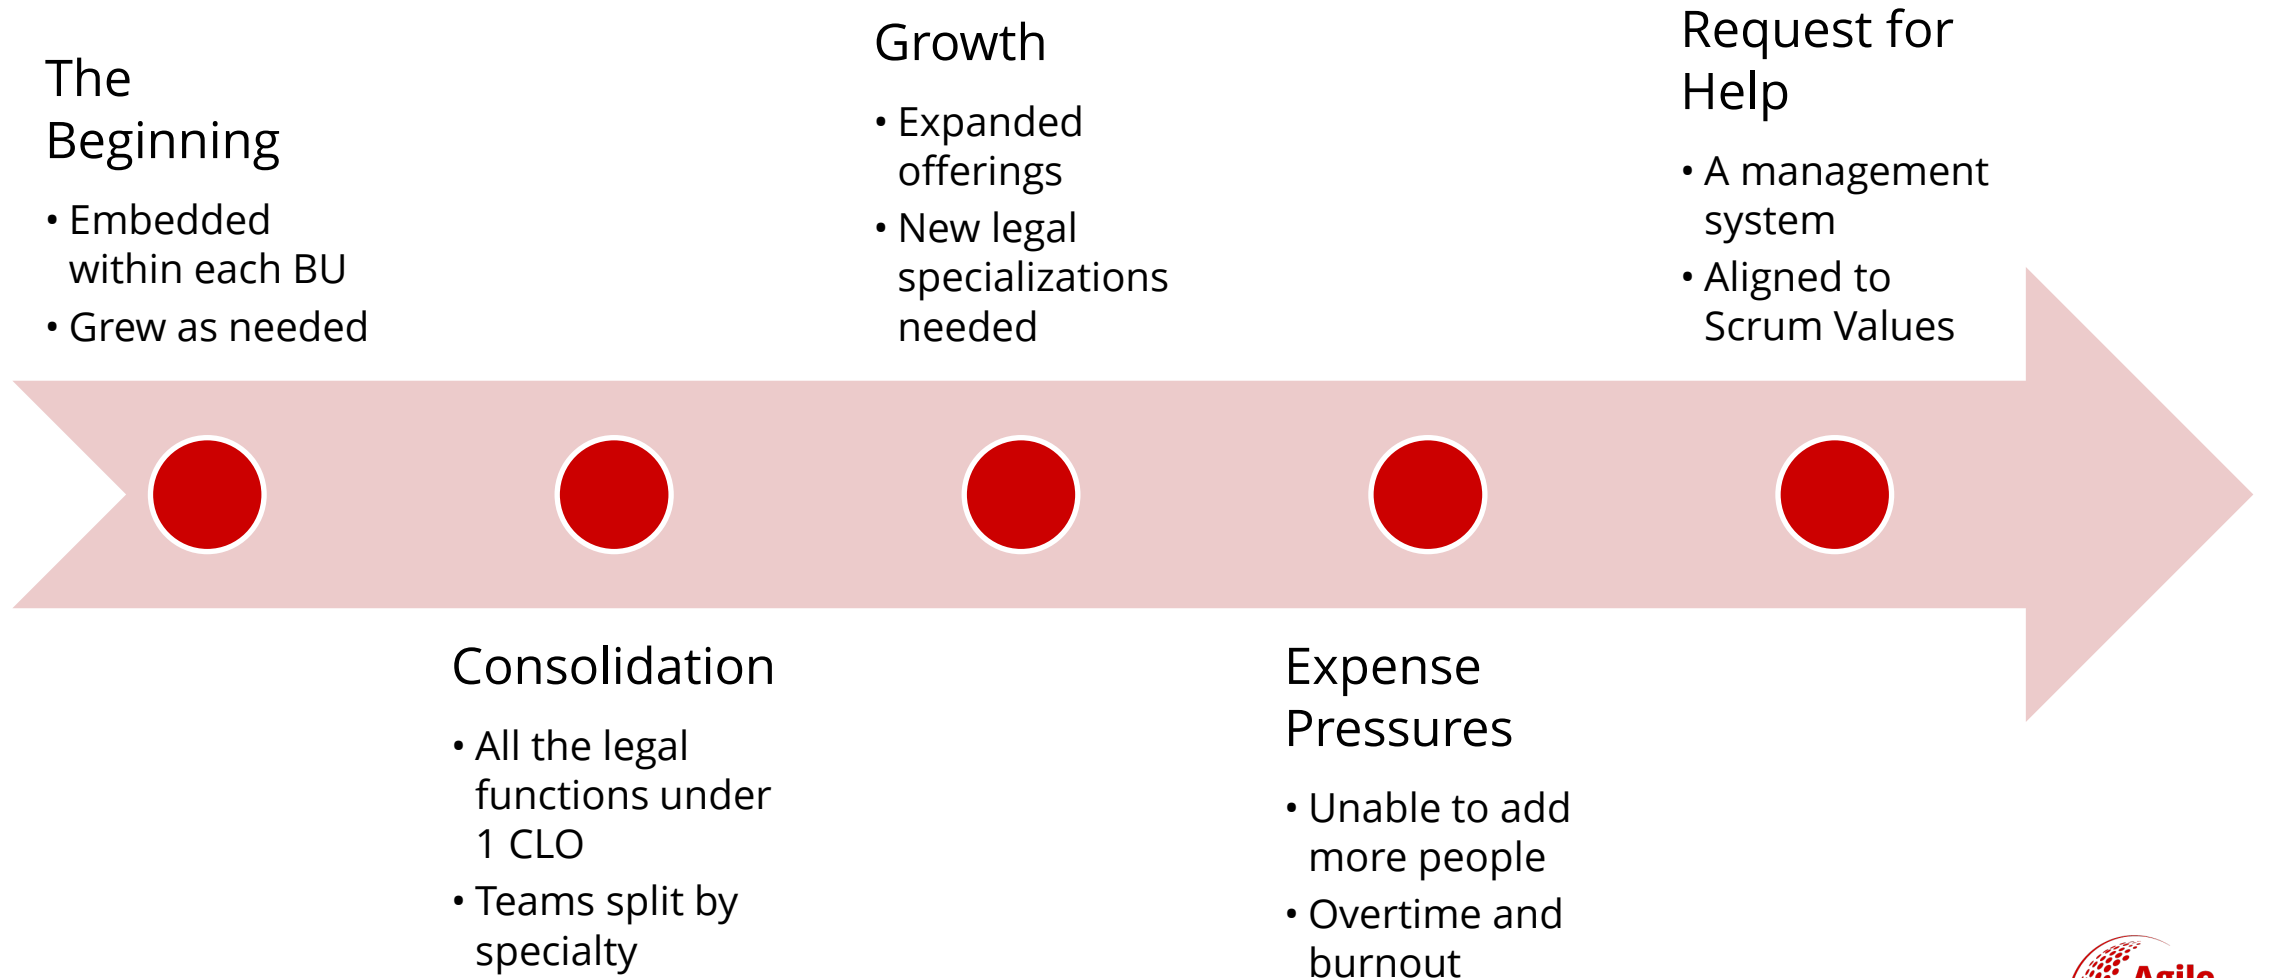 The
Beginning
• Embedded
within each BU
• Grew as needed
Consolidation
• All the legal
functions under
1 CLO
• Teams split by
specialty
Growth
• Expanded
offerings
• New legal
specializations
needed
Expense
Pressures
• Unable to add
more people
• Overtime and
burnout
Request for
Help
• A management
system
• Aligned to
Scrum Values
Agile